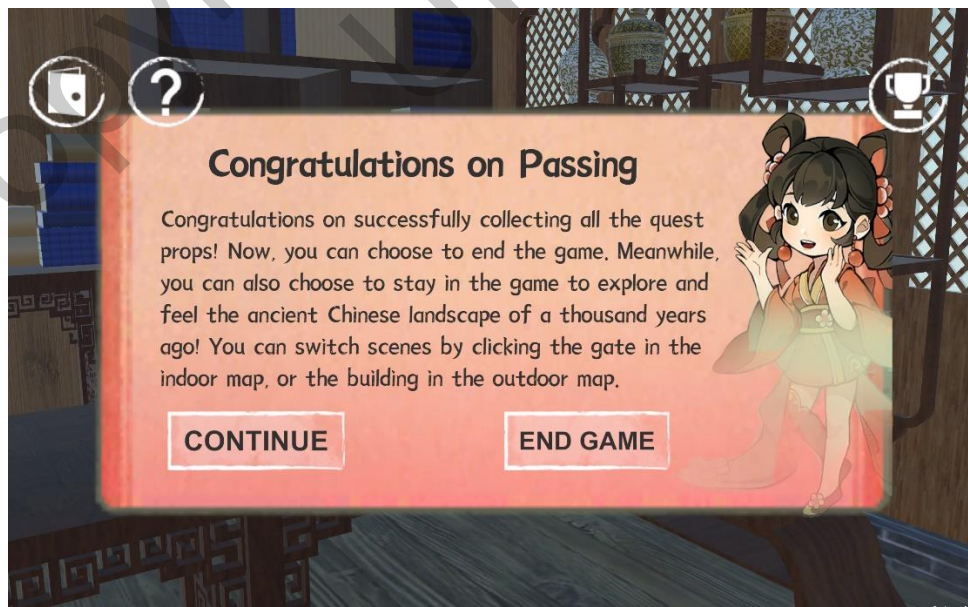 ?
Congratulations on Passing
Congratulations on successfully collecting all the quest
props! Now, you can choose to end the game. Meanwhile,
you can also choose to stay in the game to explore and
feel the ancient Chinese landscape of a thousand years
ago! You can switch scenes by clicking the gate in the
indoor map, or the building in the outdoor map.
CONTINUE
END GAME